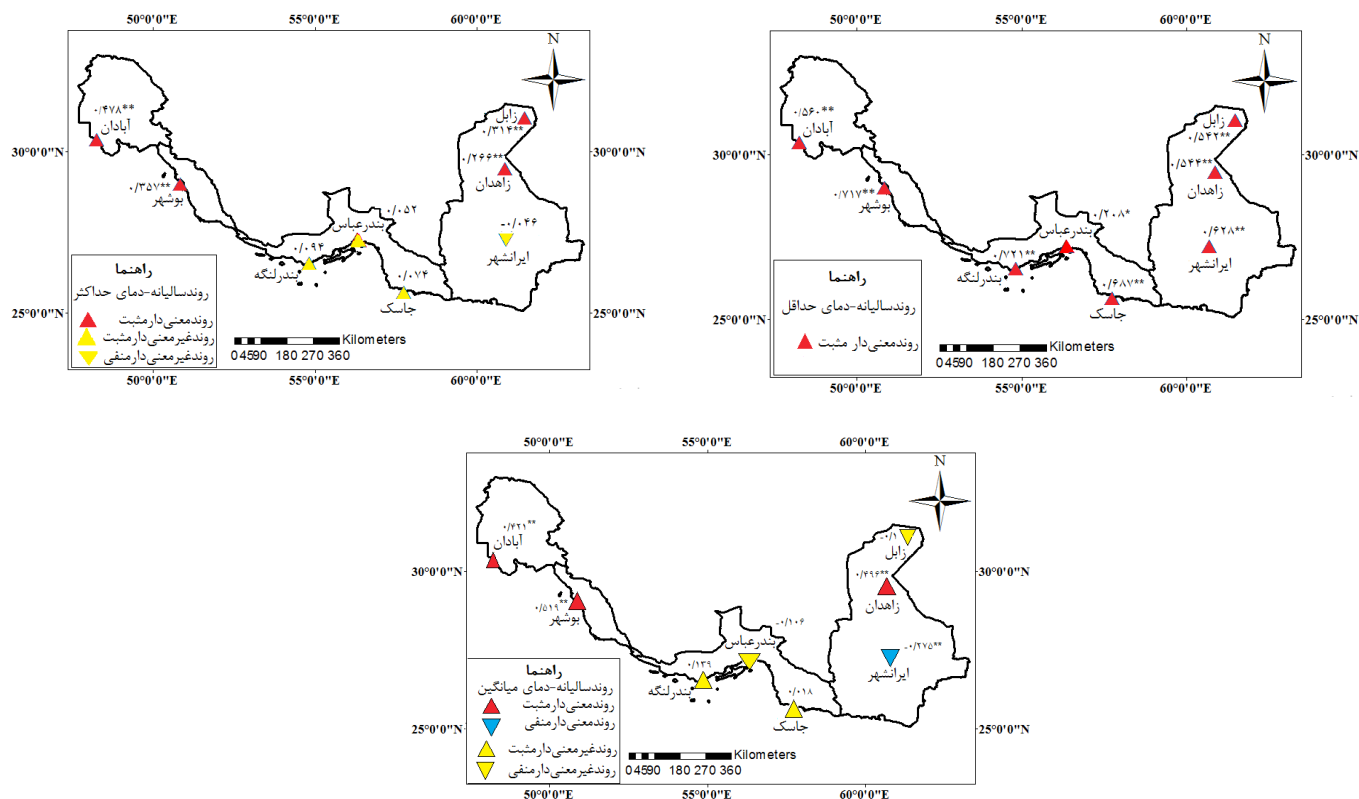 50°0'0"E 55°0'0"E 60°0'0"E
N
۰/۴۷۸**
آبادان
زابل
۰/۳۱۴**
30°0'0"N
۰/۲۶۶**
زاهدان
۰/۳۵۷**
بوشهر
۰/۰۵۲
بندرعباس
-۰/۰۴۶
ایرانشهر
۰/۰۹۴
بندرلنگه
۰/۰۷۴
جاسک
25°0'0"N
راهنما
روندسالیانه-دمای حداکثر
روندمعنی‌دارمثبت
روندغیرمعنی‌دارمثبت
روندغیرمعنی‌دارمنفی
Kilometers
0 45 90 180 270 360
50°0'0"E 55°0'0"E 60°0'0"E
50°0'0"E 55°0'0"E 60°0'0"E
N
۰/۵۶۰**
آبادان
زابل
۰/۵۴۲**
30°0'0"N 30°0'0"N
۰/۵۴۴**
زاهدان
۰/۷۱۷**
بوشهر
۰/۲۰۸*
بندرعباس
۰/۶۲۸**
ایرانشهر
۰/۷۲۱**
بندرلنگه
۰/۶۸۷**
جاسک
25°0'0"N 25°0'0"N
راهنما
روندسالیانه-دمای حداقل
روندمعنی‌دار مثبت
Kilometers
0 45 90 180 270 360
50°0'0"E 55°0'0"E 60°0'0"E
50°0'0"E 55°0'0"E 60°0'0"E
N
۰/۴۲۱**
آبادان
-۰/۱
زابل
30°0'0"N 30°0'0"N
۰/۴۹۶**
زاهدان
۰/۵۱۹**
بوشهر
-۰/۱۰۶
بندرعباس
-۰/۲۷۵**
ایرانشهر
۰/۱۳۹
بندرلنگه
۰/۰۱۸
جاسک
25°0'0"N 25°0'0"N
راهنما
روندسالیانه-دمای میانگین
روندمعنی‌دارمثبت
روندمعنی‌دارمنفی
روندغیرمعنی‌دارمثبت
روندغیرمعنی‌دارمنفی
Kilometers
0 45 90 180 270 360
50°0'0"E 55°0'0"E 60°0'0"E